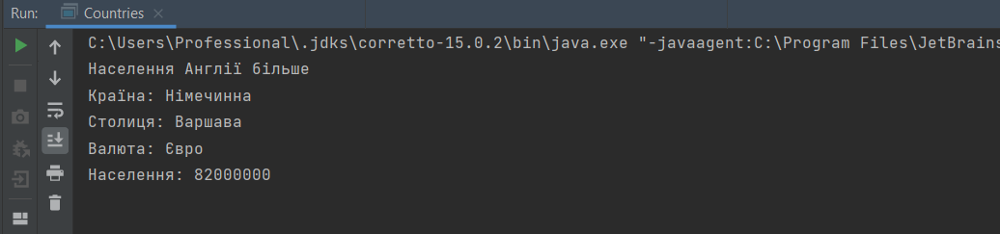 Run: Countries
C:\Users\Professional\.jdks\corretto-15.0.2\bin\java.exe "-javaagent:C:\Program Files\JetBrains
Населення Англії більше
Країна: Німечинна
Столиця: Варшава
Валюта: Євро
Населення: 82000000